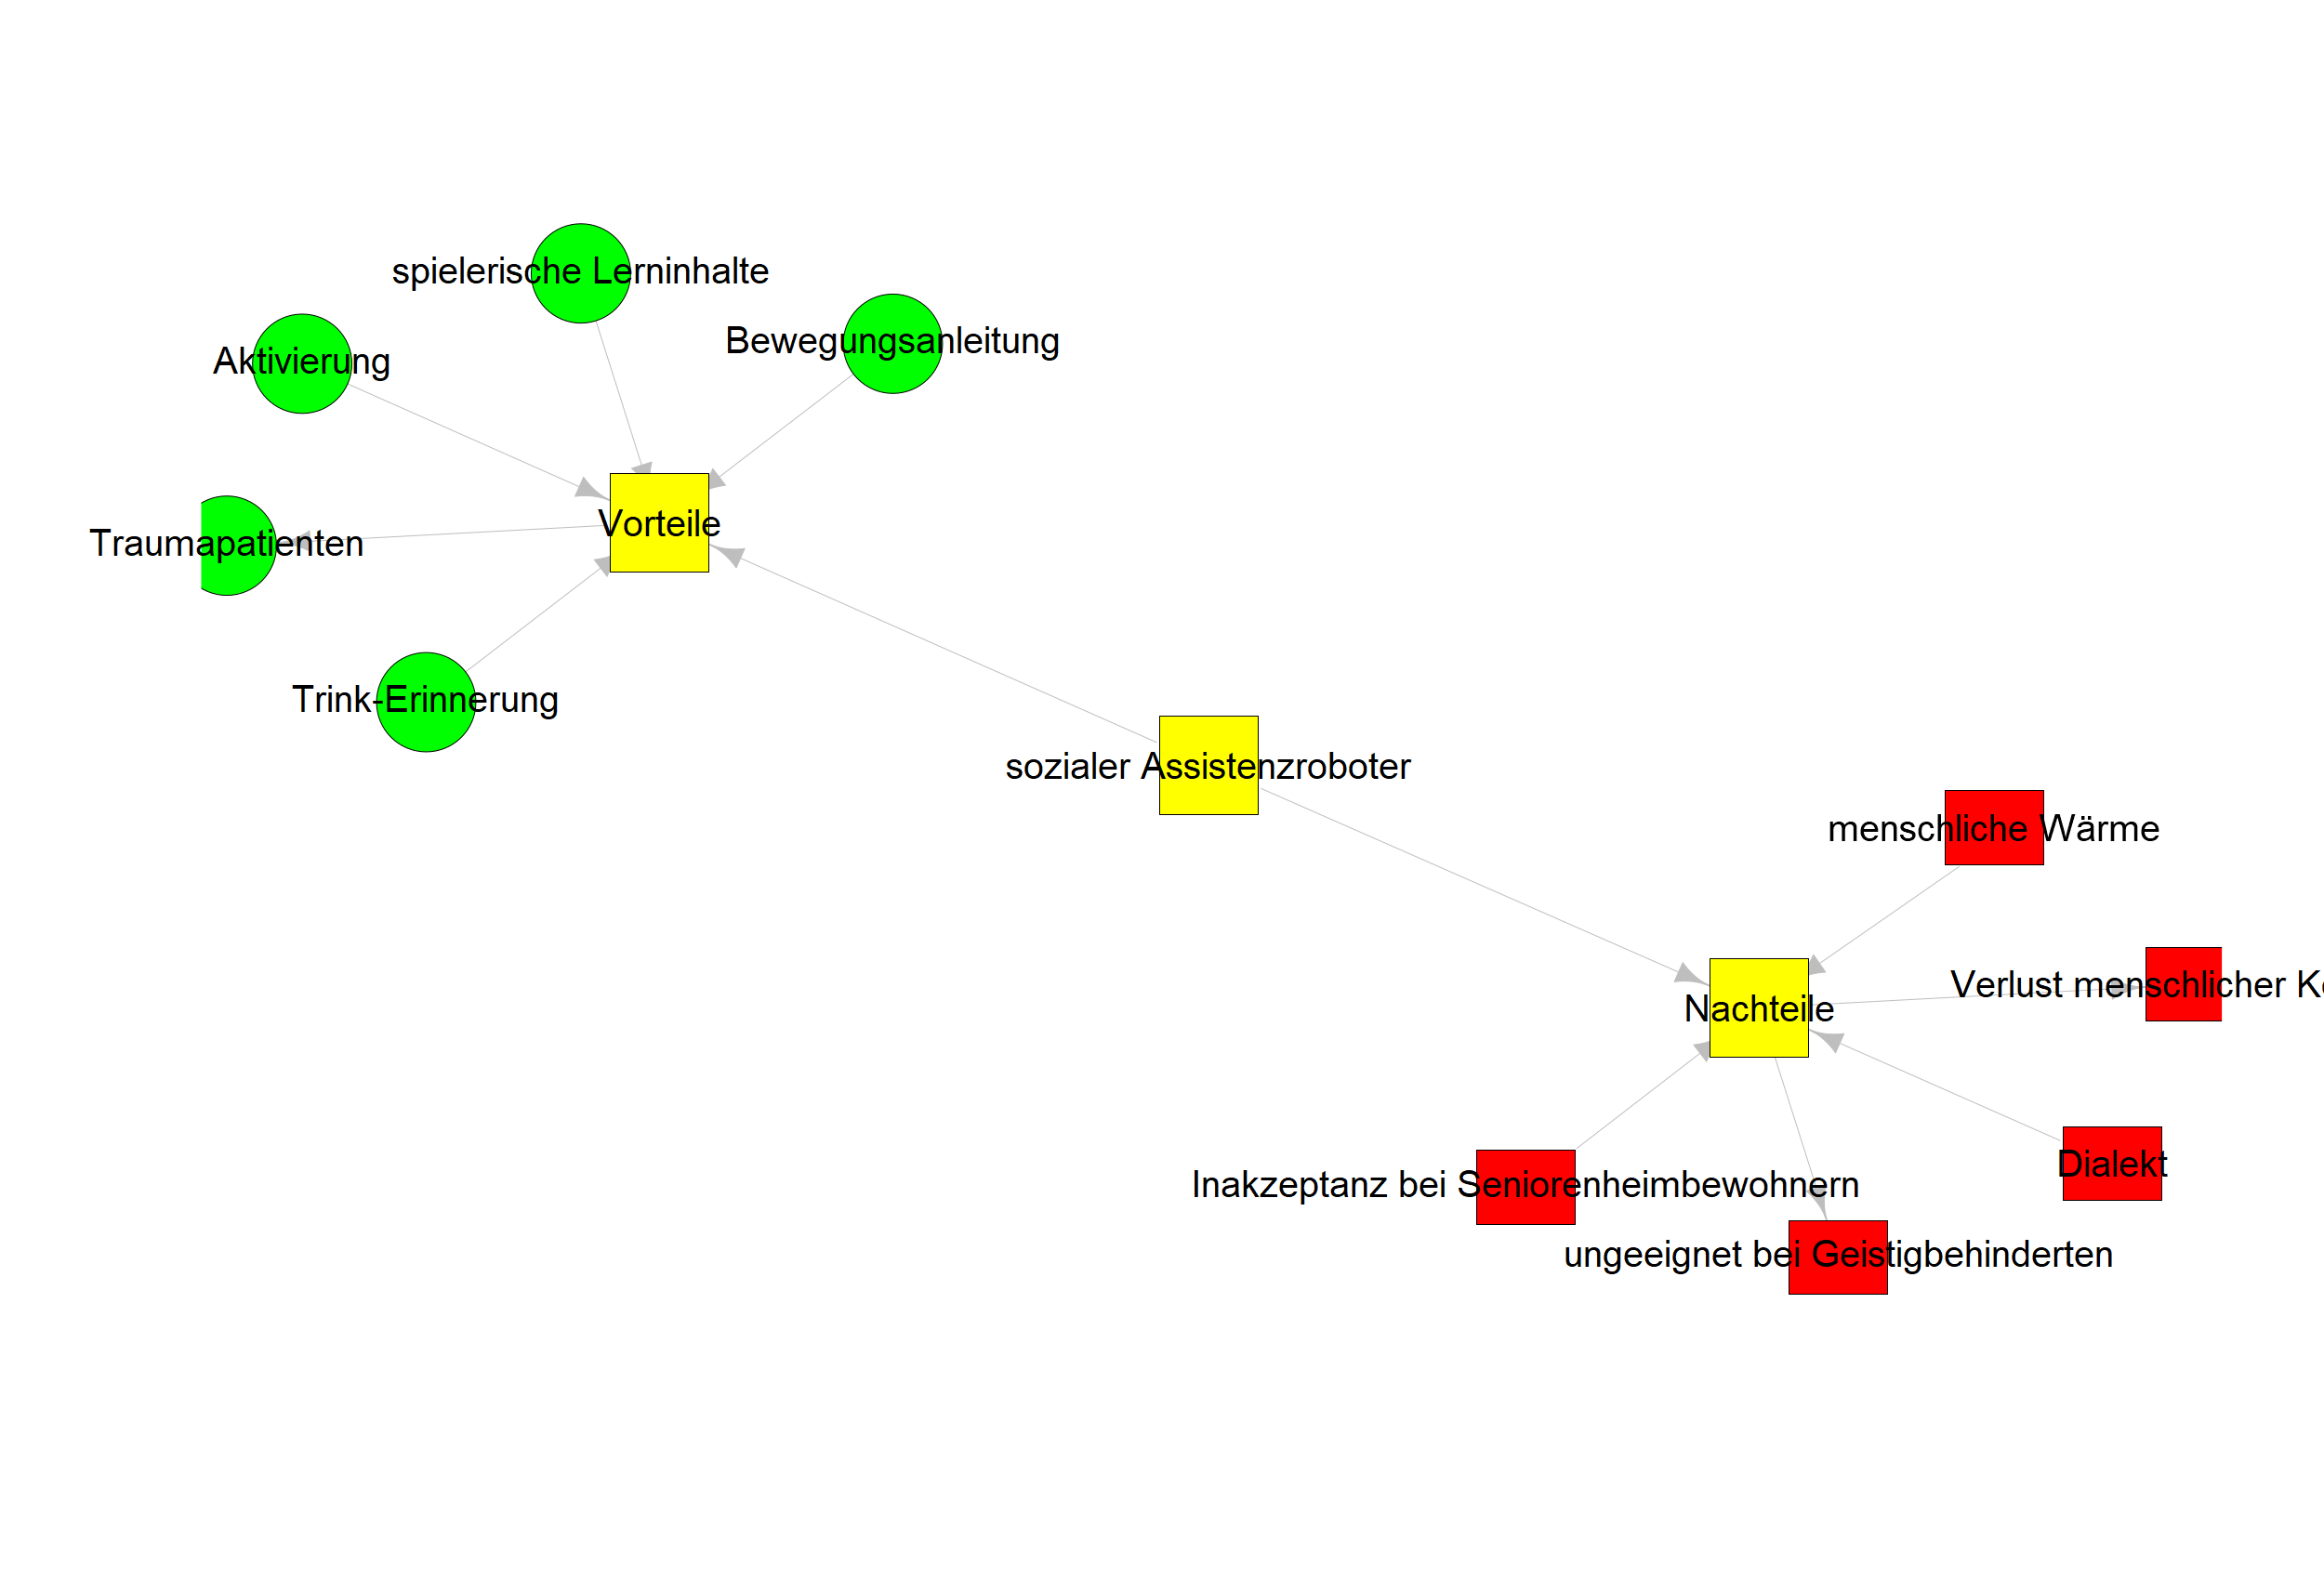 spielerische Lerninhalte
Bewegungsanleitung
Aktivierung
Vorteile
Traumapatienten
Trink-Erinnerung
sozialer Assistenzroboter
menschliche Wärme
Verlust menschlicher
Nachteile
Dialekt
Inakzeptanz bei Seniorenheimbewohnern
ungeeignet bei Geistigbehinderten